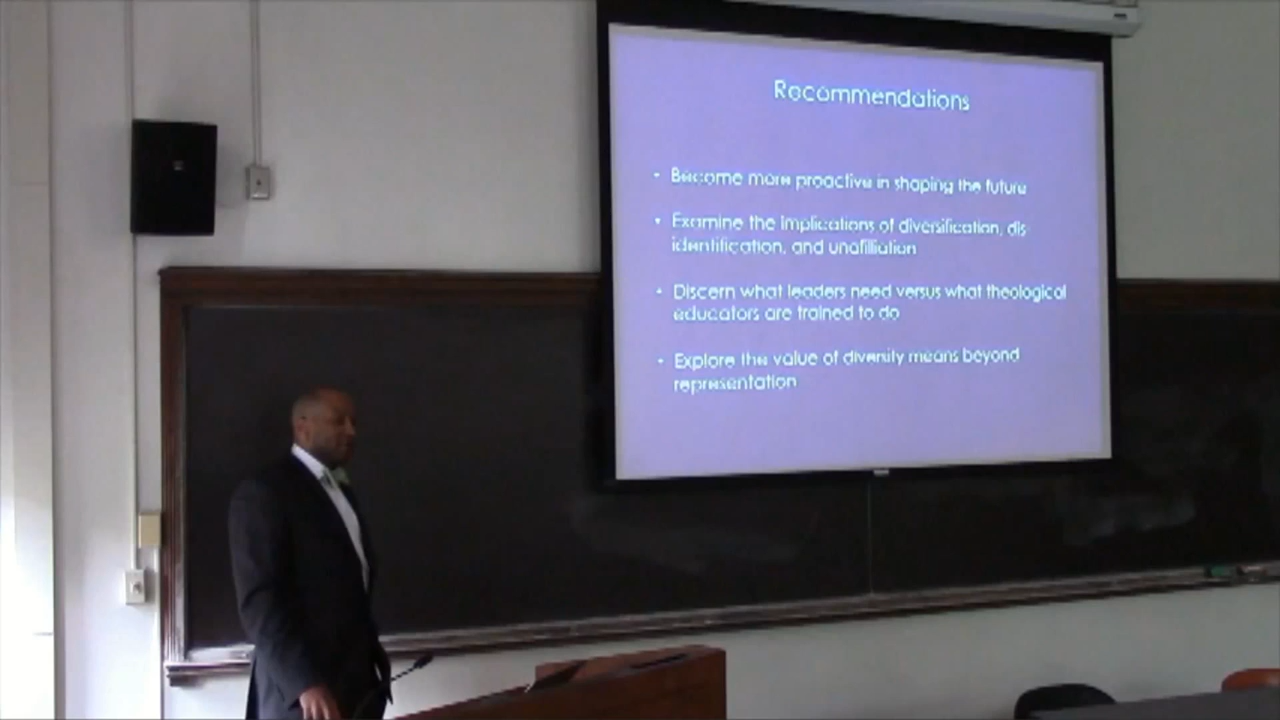 Recommendations
• Become more proactive in shaping the future
• Examine the implications of diversification, dis
identification, and unaffiliation
• Discern what leaders need versus what theological
educators are trained to do
• Explore the value of diversity means beyond
representation